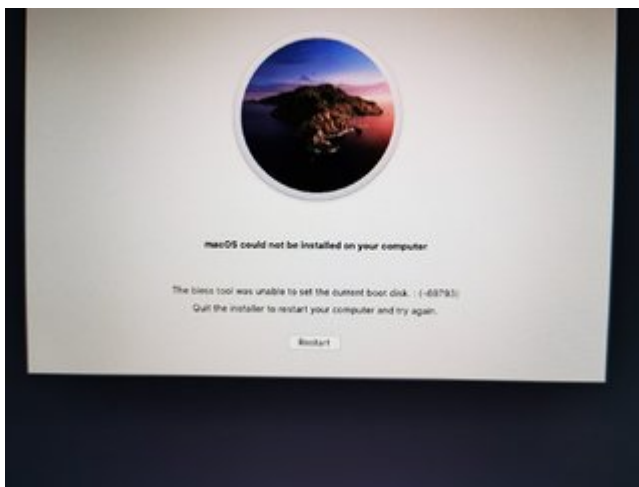 macOS could not be installed on your computer
The bless tool was unable to set the current boot disk. : (-69793)
Quit the installer to restart your computer and try again.
Restart